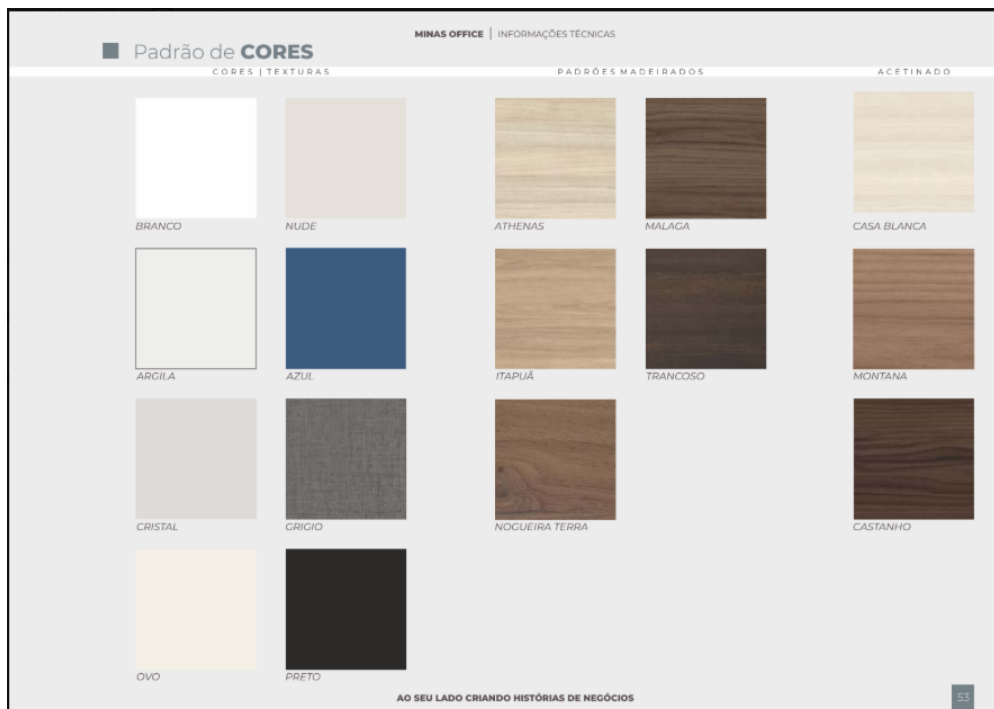 MINAS OFFICE | INFORMAÇÕES TÉCNICAS
Padrão de CORES
CORES | TEXTURAS
PADRÕES MADEIRADOS
ACETINADO
BRANCO
NUDE
ATHENAS
MALAGA
CASA BLANCA
ARGILA
AZUL
ITAPUÃ
TRANCOSO
MONTANA
CRISTAL
GRIGIO
NOGUEIRA TERRA
CASTANHO
OVO
PRETO
AO SEU LADO CRIANDO HISTÓRIAS DE NEGÓCIOS
53